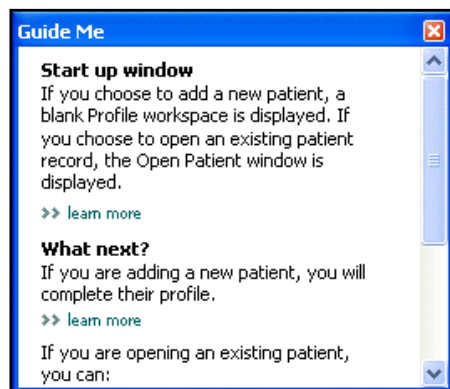 Guide Me
Start up window
If you choose to add a new patient, a
blank Profile workspace is displayed. If
you choose to open an existing patient
record, the Open Patient window is
displayed.
>> learn more
What next?
If you are adding a new patient, you will
complete their profile.
>> learn more
If you are opening an existing patient,
you can: